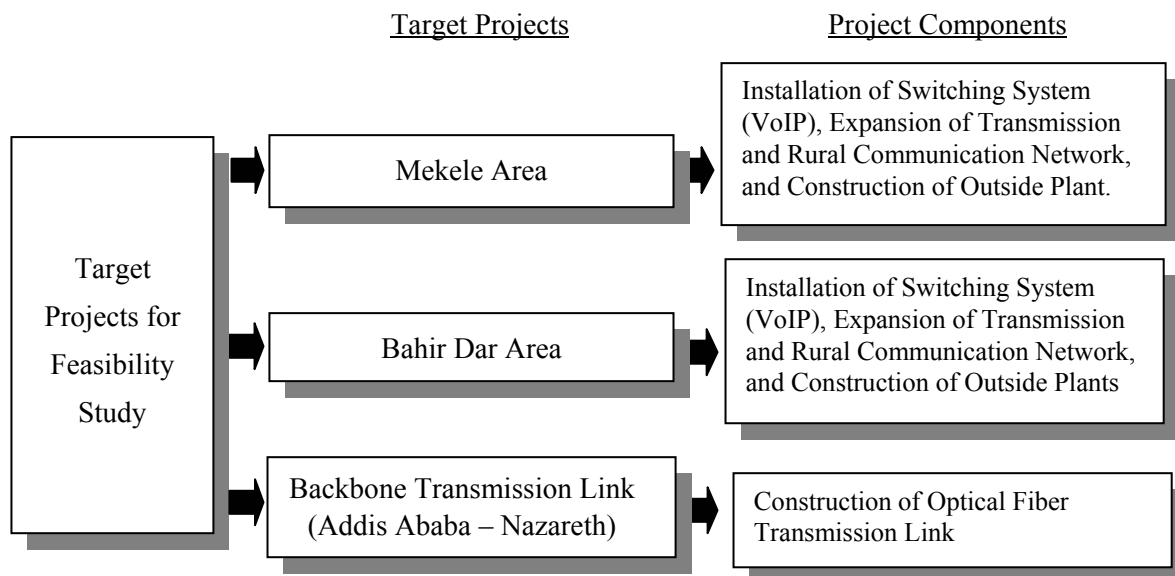 Target Projects
Project Components
Target
Projects for
Feasibility
Study
Mekele Area
Installation of Switching System
(VoIP), Expansion of Transmission
and Rural Communication Network,
and Construction of Outside Plant.
Bahir Dar Area
Installation of Switching System
(VoIP), Expansion of Transmission
and Rural Communication Network,
and Construction of Outside Plants
Backbone Transmission Link
(Addis Ababa – Nazareth)
Construction of Optical Fiber
Transmission Link